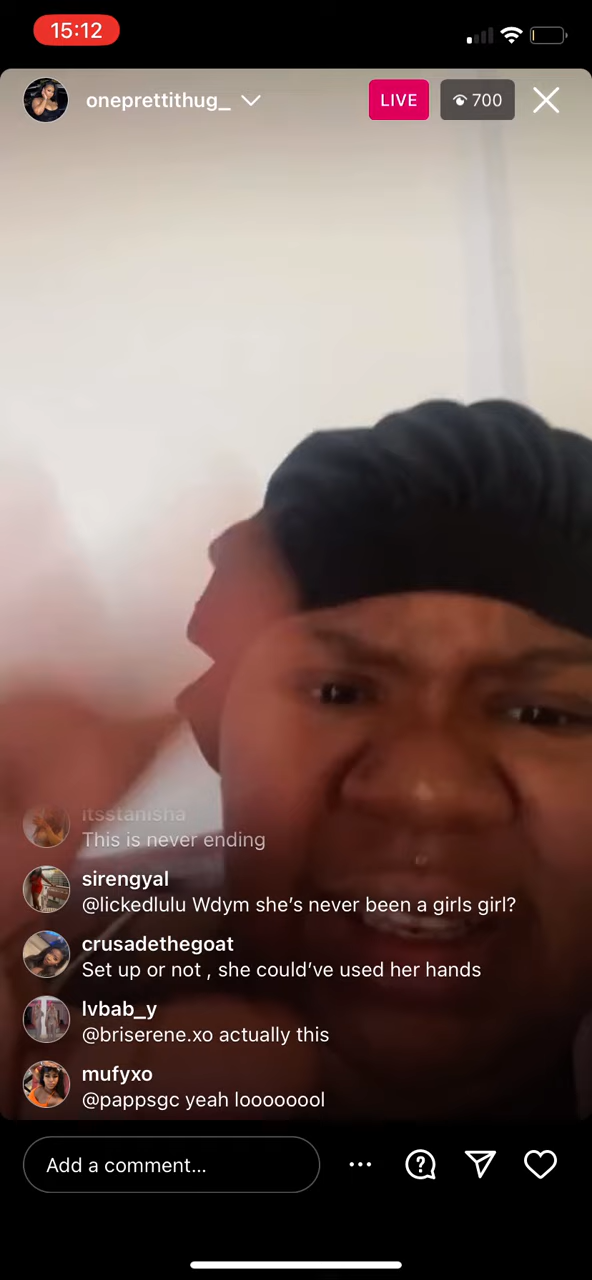 15:12
oneprettithug_
LIVE
700
itsstanisha
This is never ending
sirengyal
@lickedlulu Wdym she’s never been a girls girl?
crusadethegoat
Set up or not , she could’ve used her hands
lvbab_y
@briserene.xo actually this
mufyxo
@pappsgc yeah loooooool
Add a comment...